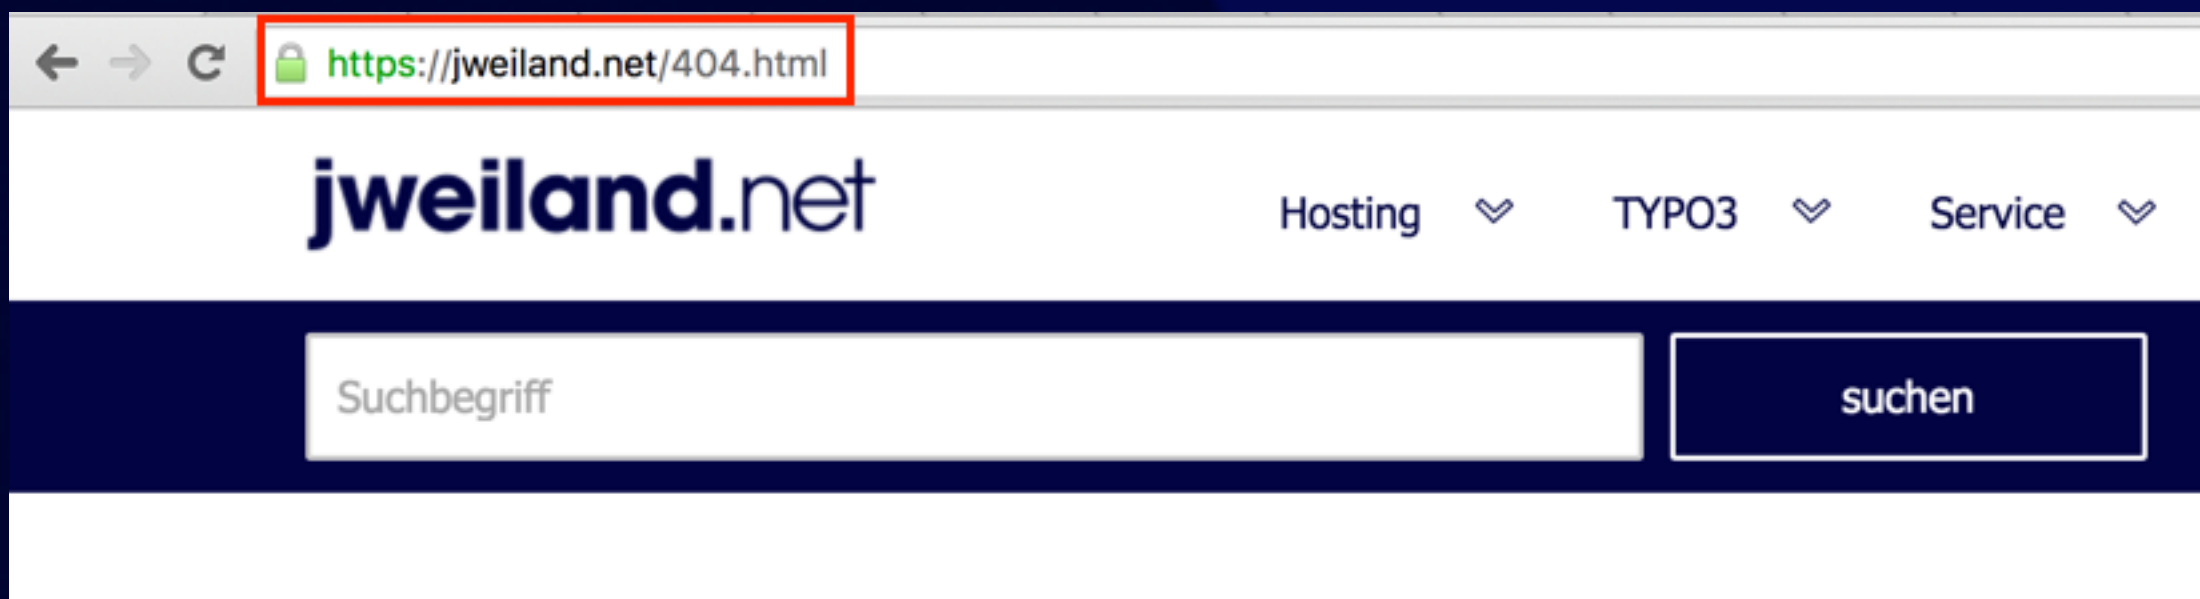 https://jweiland.net/404.html
jweiland.net
Hosting TYPO3 Service
Suchbegriff suchen